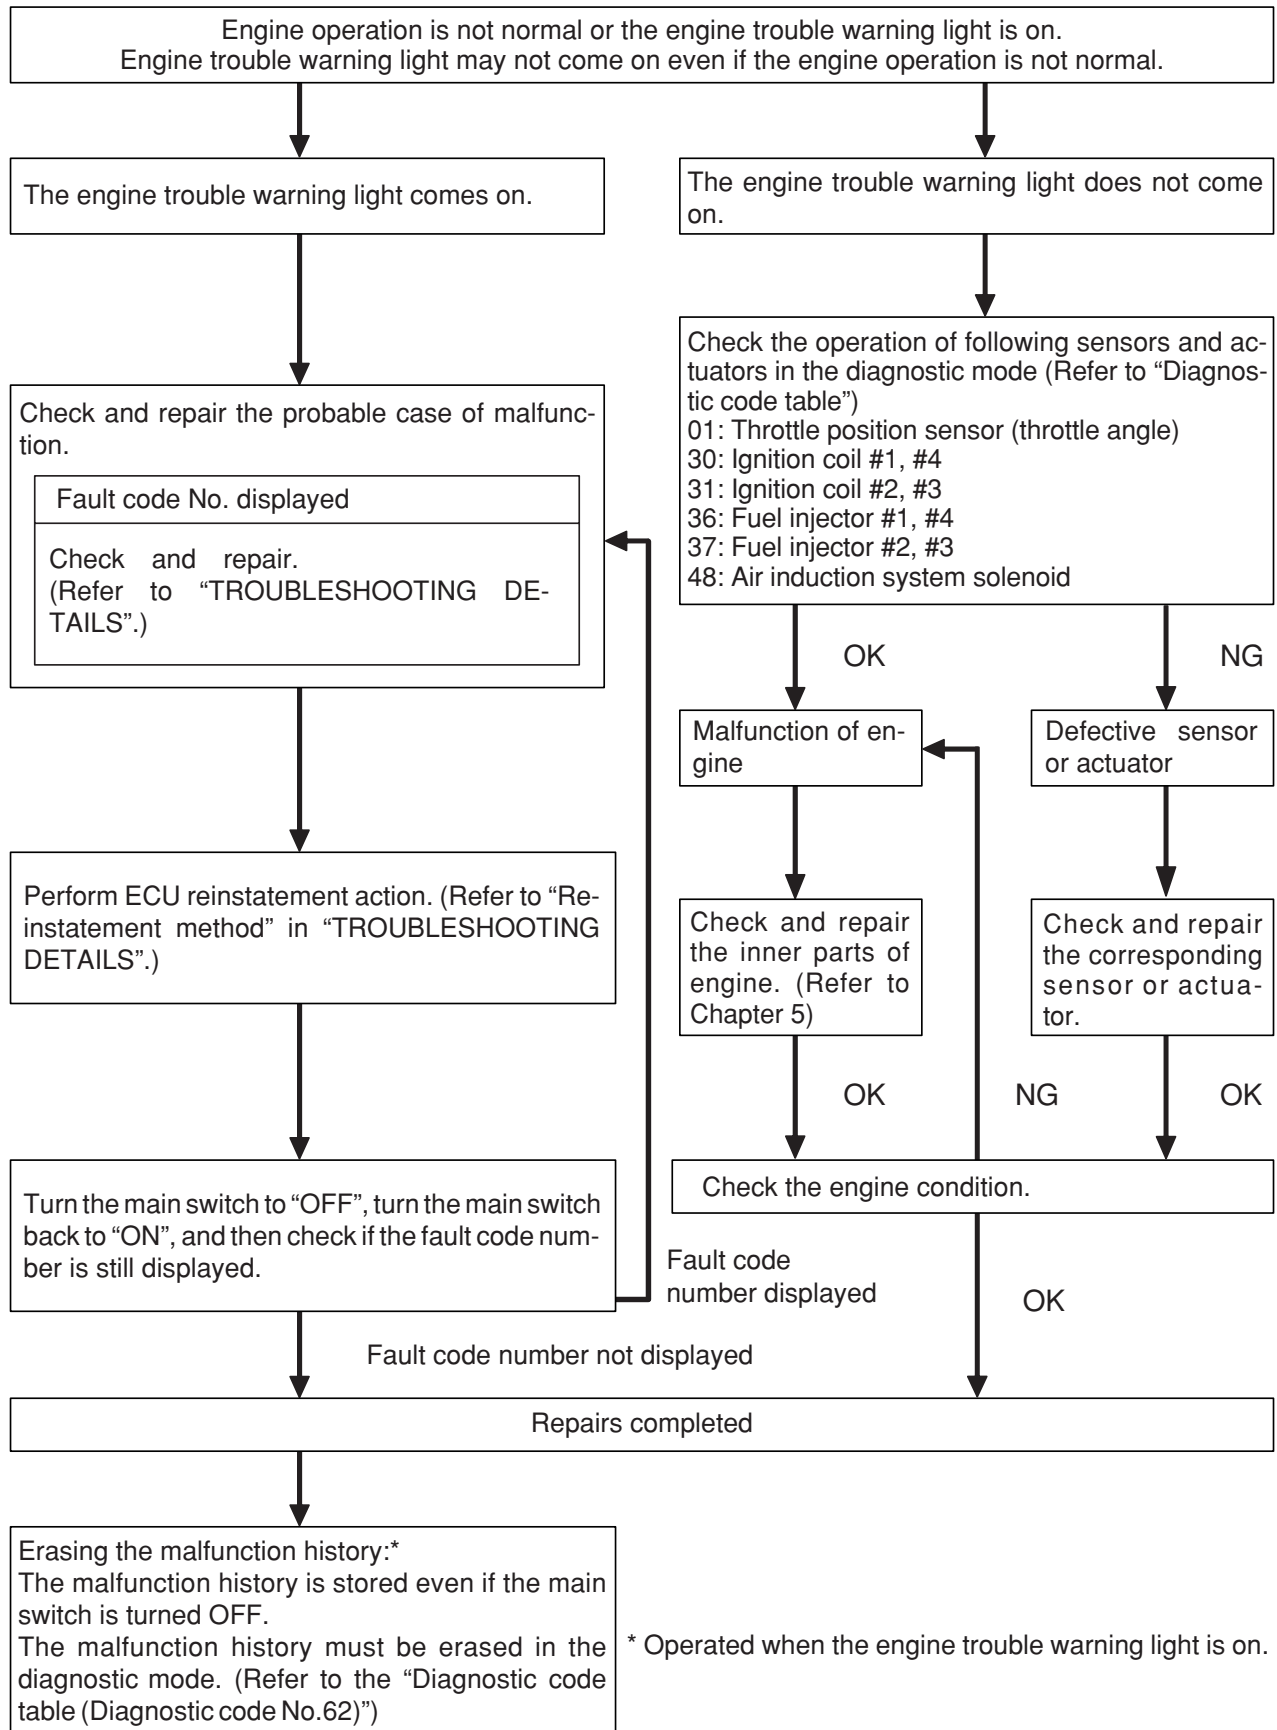 Engine operation is not normal or the engine trouble warning light is on.
Engine trouble warning light may not come on even if the engine operation is not normal.
The engine trouble warning light comes on.
The engine trouble warning light does not come
on.
Check and repair the probable case of malfunc-
tion.
Fault code No. displayed
Check and repair.
(Refer to “TROUBLESHOOTING DE-
TAILS”.)
Check the operation of following sensors and ac-
tuators in the diagnostic mode (Refer to “Diagnos-
tic code table”)
01: Throttle position sensor (throttle angle)
30: Ignition coil #1, #4
31: Ignition coil #2, #3
36: Fuel injector #1, #4
37: Fuel injector #2, #3
48: Air induction system solenoid
OK
NG
Malfunction of en-
gine
Defective sensor
or actuator
Perform ECU reinstatement action. (Refer to “Re-
instatement method” in “TROUBLESHOOTING
DETAILS”.)
Check and repair
the inner parts of
engine. (Refer to
Chapter 5)
Check and repair
the corresponding
sensor or actua-
tor.
OK
NG
OK
Turn the main switch to “OFF”, turn the main switch
back to “ON”, and then check if the fault code num-
ber is still displayed.
Check the engine condition.
Fault code
number displayed
OK
Fault code number not displayed
Repairs completed
Erasing the malfunction history:*
The malfunction history is stored even if the main
switch is turned OFF.
The malfunction history must be erased in the
diagnostic mode. (Refer to the “Diagnostic code
table (Diagnostic code No.62)”)
* Operated when the engine trouble warning light is on.